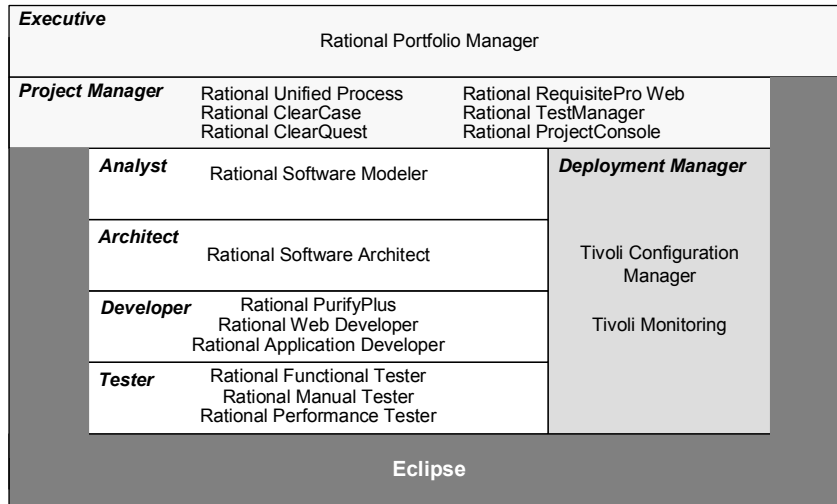 Executive
Rational Portfolio Manager
Project Manager
Rational Unified Process
Rational ClearCase
Rational ClearQuest
Rational RequisitePro Web
Rational TestManager
Rational ProjectConsole
Analyst
Rational Software Modeler
Architect
Rational Software Architect
Developer
Rational PurifyPlus
Rational Web Developer
Rational Application Developer
Tester
Rational Functional Tester
Rational Manual Tester
Rational Performance Tester
Deployment Manager
Tivoli Configuration
Manager
Tivoli Monitoring
Eclipse